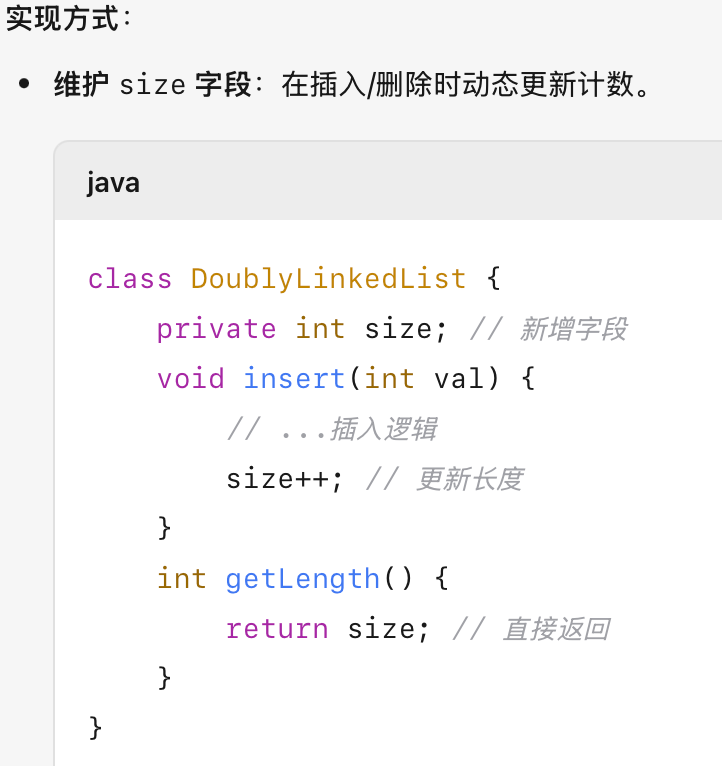 实现方式：
• 维护 size 字段：在插入/删除时动态更新计数。
java
class DoublyLinkedList {
    private int size; // 新增字段
    void insert(int val) {
        // ...插入逻辑
        size++; // 更新长度
    }
    int getLength() {
        return size; // 直接返回
    }
}